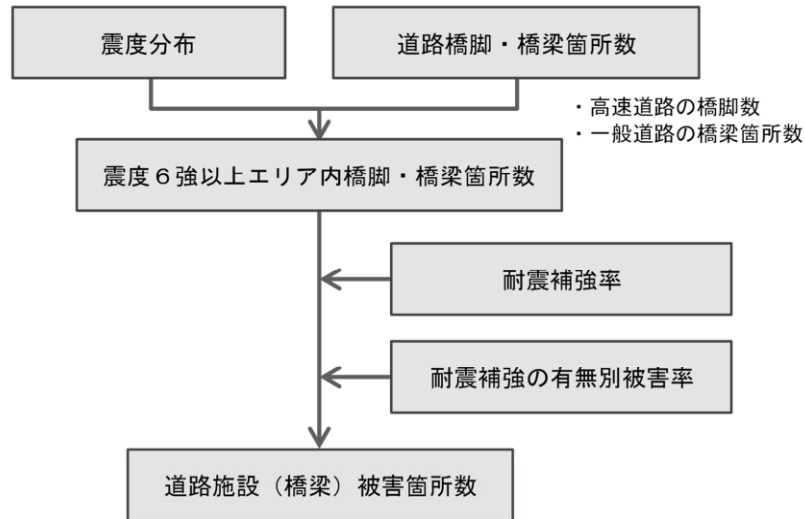 震度分布
道路橋脚・橋梁箇所数
・高速道路の橋脚数
・一般道路の橋梁箇所数
震度６強以上エリア内橋脚・橋梁箇所数
耐震補強率
耐震補強の有無別被害率
道路施設（橋梁）被害箇所数